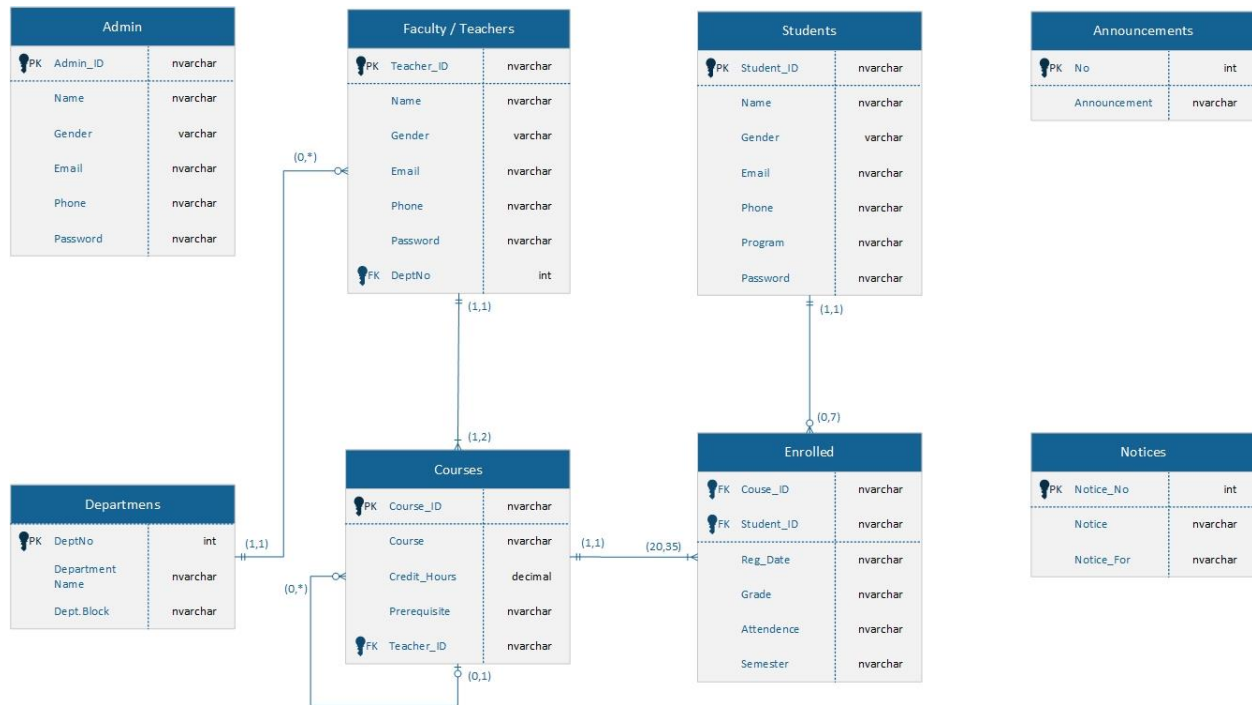 Admin
PK Admin_ID nvarchar
Name nvarchar
Gender varchar
Email nvarchar
Phone nvarchar
Password nvarchar
Faculty / Teachers
PK Teacher_ID nvarchar
Name nvarchar
Gender varchar
Email nvarchar
Phone nvarchar
Password nvarchar
FK DeptNo int
Students
PK Student_ID nvarchar
Name nvarchar
Gender varchar
Email nvarchar
Phone nvarchar
Program nvarchar
Password nvarchar
Announcements
PK No int
Announcement nvarchar
(0,*)
(1,1)
(1,1)
(1,2)
(0,7)
Departmens
PK DeptNo int
Department
Name nvarchar
Dept.Block nvarchar
(1,1)
(0,*)
Courses
PK Course_ID nvarchar
Course nvarchar
Credit_Hours decimal
Prerequisite nvarchar
FK Teacher_ID nvarchar
(0,1)
(1,1)
(20,35)
Enrolled
FK Couse_ID nvarchar
FK Student_ID nvarchar
Reg_Date nvarchar
Grade nvarchar
Attendence nvarchar
Semester nvarchar
Notices
PK Notice_No int
Notice nvarchar
Notice_For nvarchar